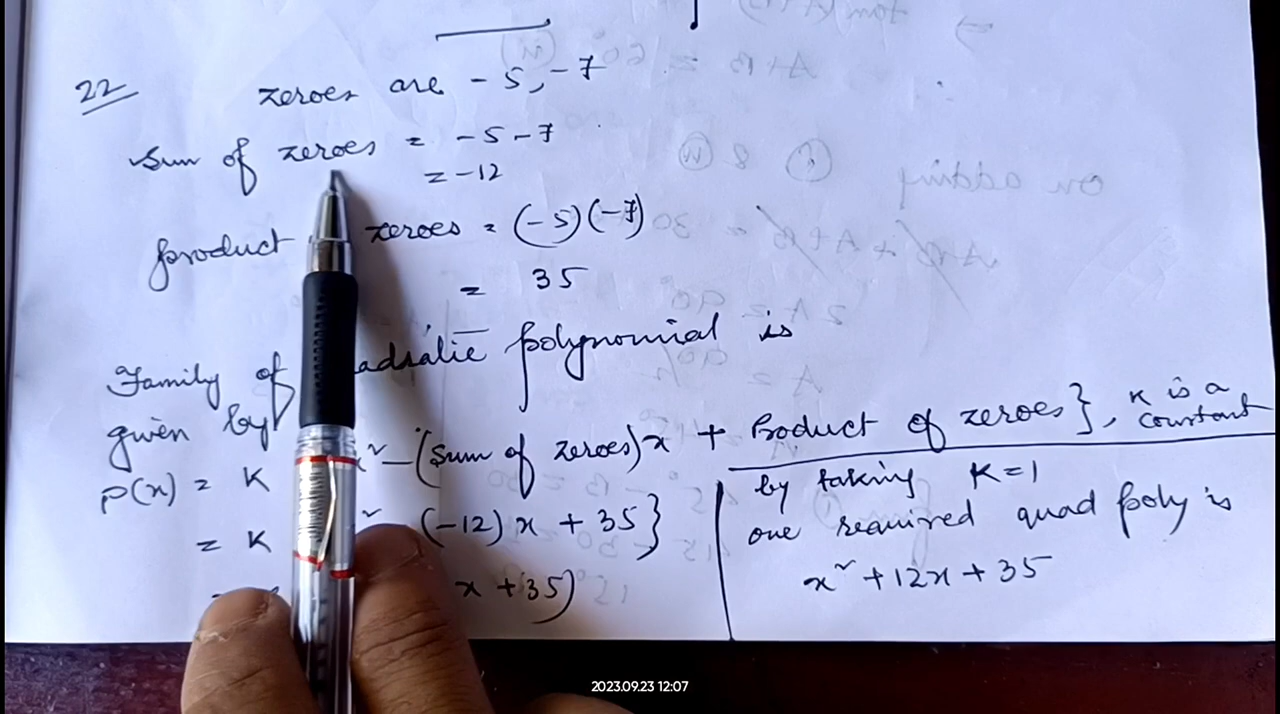 22 zeroes are -5, -7
Sum of zeroes = -5-7
= -12
product zeroes = (-5)(-7)
= 35
Family of adratic polynomial is
given by
p(x) = K x² - (Sum of zeroes)x + Product of zeroes}, K is a constant
= K (-12)x + 35}
x + 35)
by taking K=1
one required quad poly is
x² + 12x + 35
2023.09.23 12:07